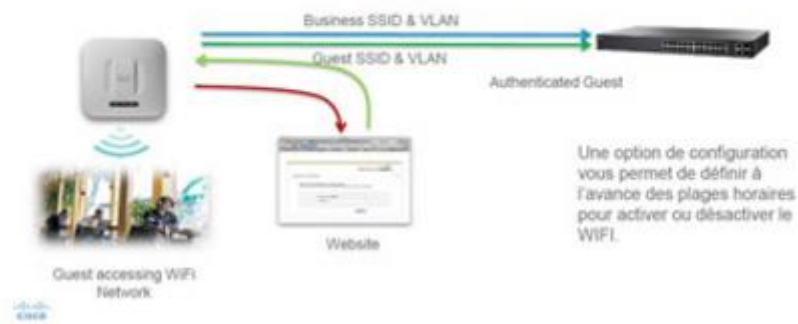 Business SSID & VLAN
Guest SSID & VLAN
Authenticated Guest
Une option de configuration
vous permet de définir à
l'avance des plages horaires
pour activer ou désactiver le
WIFI.
Website
Guest accessing WiFi
Network
CISCO